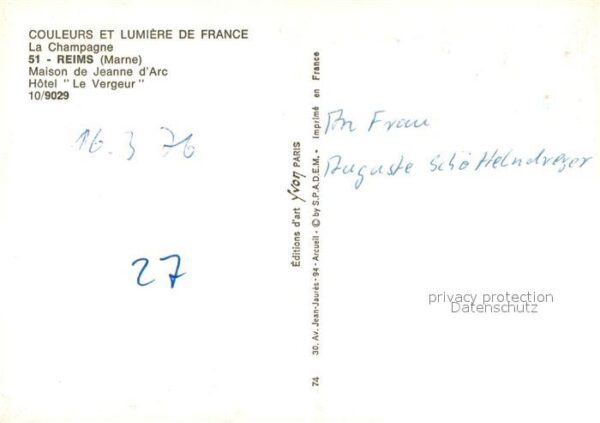 COULEURS ET LUMIÈRE DE FRANCE
La Champagne
51 - REIMS (Marne)
Maison de Jeanne d'Arc
Hôtel "Le Vergeur"
10/9029
16.3 76
27
Éditions d'art Yvon PARIS
74 30. Av. Jean-Jaurès - 94 - Arcueil - © by S.P.A.D.E.M. • Imprimé en France
An Frau
Auguste
privacy protection
Datenschutz